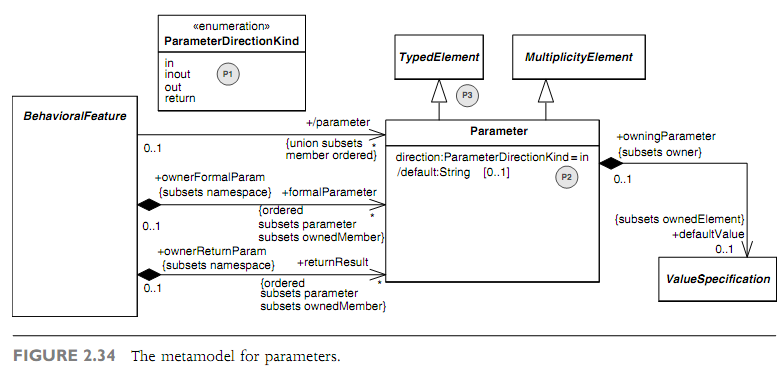 «enumeration»
ParameterDirectionKind
in
inout
out
return
P1
TypedElement
MultiplicityElement
P3
BehavioralFeature
+/parameter
0..1
{union subsets
member ordered}
*
Parameter
direction:ParameterDirectionKind=in
/default:String [0..1]
P2
+owningParameter
{subsets owner}
0..1
+ownerFormalParam
{subsets namespace}
+formalParameter
0..1
{ordered
subsets parameter
subsets ownedMember}
*
+ownerReturnParam
{subsets namespace}
+returnResult
0..1
{ordered
subsets parameter
subsets ownedMember}
*
{subsets ownedElement}
+defaultValue
0..1
ValueSpecification
FIGURE 2.34 The metamodel for parameters.